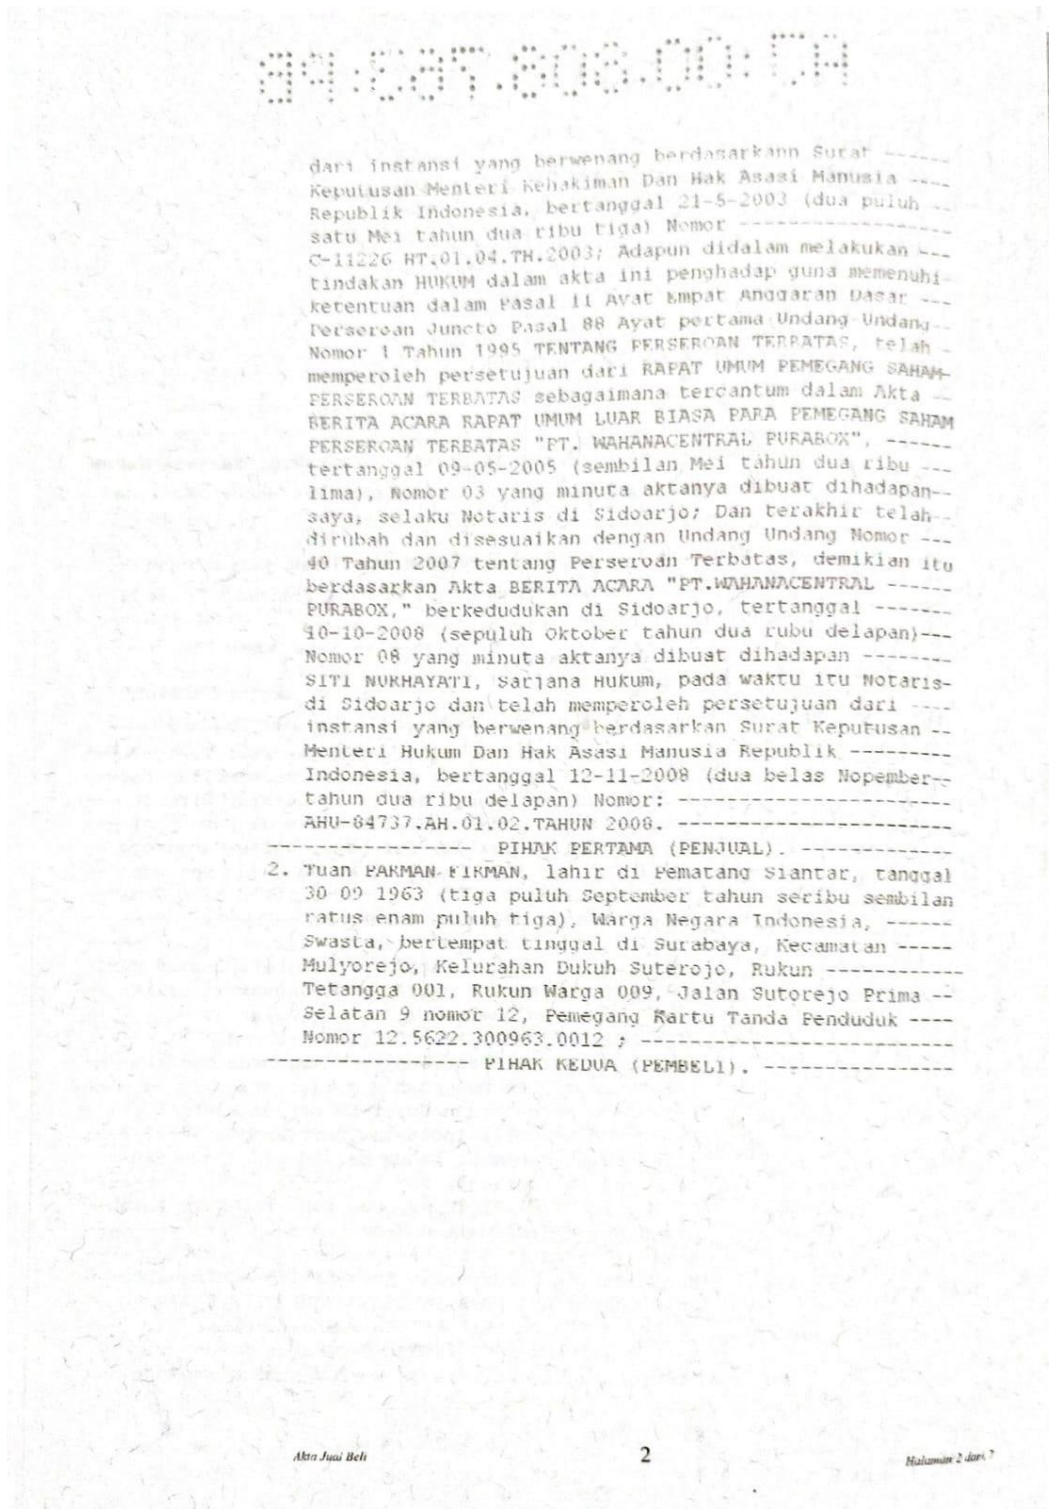 dari instansi yang berwenang berdasarkann Surat ------
Keputusan Menteri Kehakiman Dan Hak Asasi Manusia ----
Republik Indonesia, bertanggal 21-5-2003 (dua puluh --
satu Mei tahun dua ribu tiga) Nomor ------------------
C-11226 HT.01.04.TH.2003; Adapun didalam melakukan ---
tindakan HUKUM dalam akta ini penghadap guna memenuhi-
ketentuan dalam Pasal 11 Ayat Empat Anggaran Dasar ---
Perseroan Juncto Pasal 88 Ayat pertama Undang Undang--
Nomor 1 Tahun 1995 TENTANG PERSEROAN TERBATAS, telah -
memperoleh persetujuan dari RAPAT UMUM PEMEGANG SAHAM-
PERSEROAN TERBATAS sebagaimana tercantum dalam Akta --
BERITA ACARA RAPAT UMUM LUAR BIASA PARA PEMEGANG SAHAM
PERSEROAN TERBATAS "PT. WAHANACENTRAL PURABOX", ------
tertanggal 09-05-2005 (sembilan Mei tahun dua ribu ---
lima), Nomor 03 yang minuta aktanya dibuat dihadapan--
saya, selaku Notaris di Sidoarjo; Dan terakhir telah--
dirubah dan disesuaikan dengan Undang Undang Nomor ---
40 Tahun 2007 tentang Perseroan Terbatas, demikian itu
berdasarkan Akta BERITA ACARA "PT.WAHANACENTRAL ------
PURABOX," berkedudukan di Sidoarjo, tertanggal -------
10-10-2008 (sepuluh Oktober tahun dua rubu delapan)---
Nomor 08 yang minuta aktanya dibuat dihadapan --------
SITI NURHAYATI, Sarjana Hukum, pada waktu itu Notaris-
di Sidoarjo dan telah memperoleh persetujuan dari ----
instansi yang berwenang berdasarkan Surat Keputusan --
Menteri Hukum Dan Hak Asasi Manusia Republik ---------
Indonesia, bertanggal 12-11-2008 (dua belas Nopember--
tahun dua ribu delapan) Nomor: -----------------------
AHU-84737.AH.01.02.TAHUN 2008. -----------------------
----------------- PIHAK PERTAMA (PENJUAL). -------------
2. Tuan PARMAN FIRMAN, lahir di Pematang Siantar, tanggal
30 09 1963 (tiga puluh September tahun seribu sembilan
ratus enam puluh tiga), Warga Negara Indonesia, ------
Swasta, bertempat tinggal di Surabaya, Kecamatan -----
Mulyorejo, Kelurahan Dukuh Suterojo, Rukun ------------
Tetangga 001, Rukun Warga 009, Jalan Sutorejo Prima --
Selatan 9 nomor 12, Pemegang Kartu Tanda Penduduk ----
Nomor 12.5622.300963.0012 ; --------------------------
----------------- PIHAK KEDUA (PEMBELI). ----------------
Akta Jual Beli 2 Halaman 2 dari 7